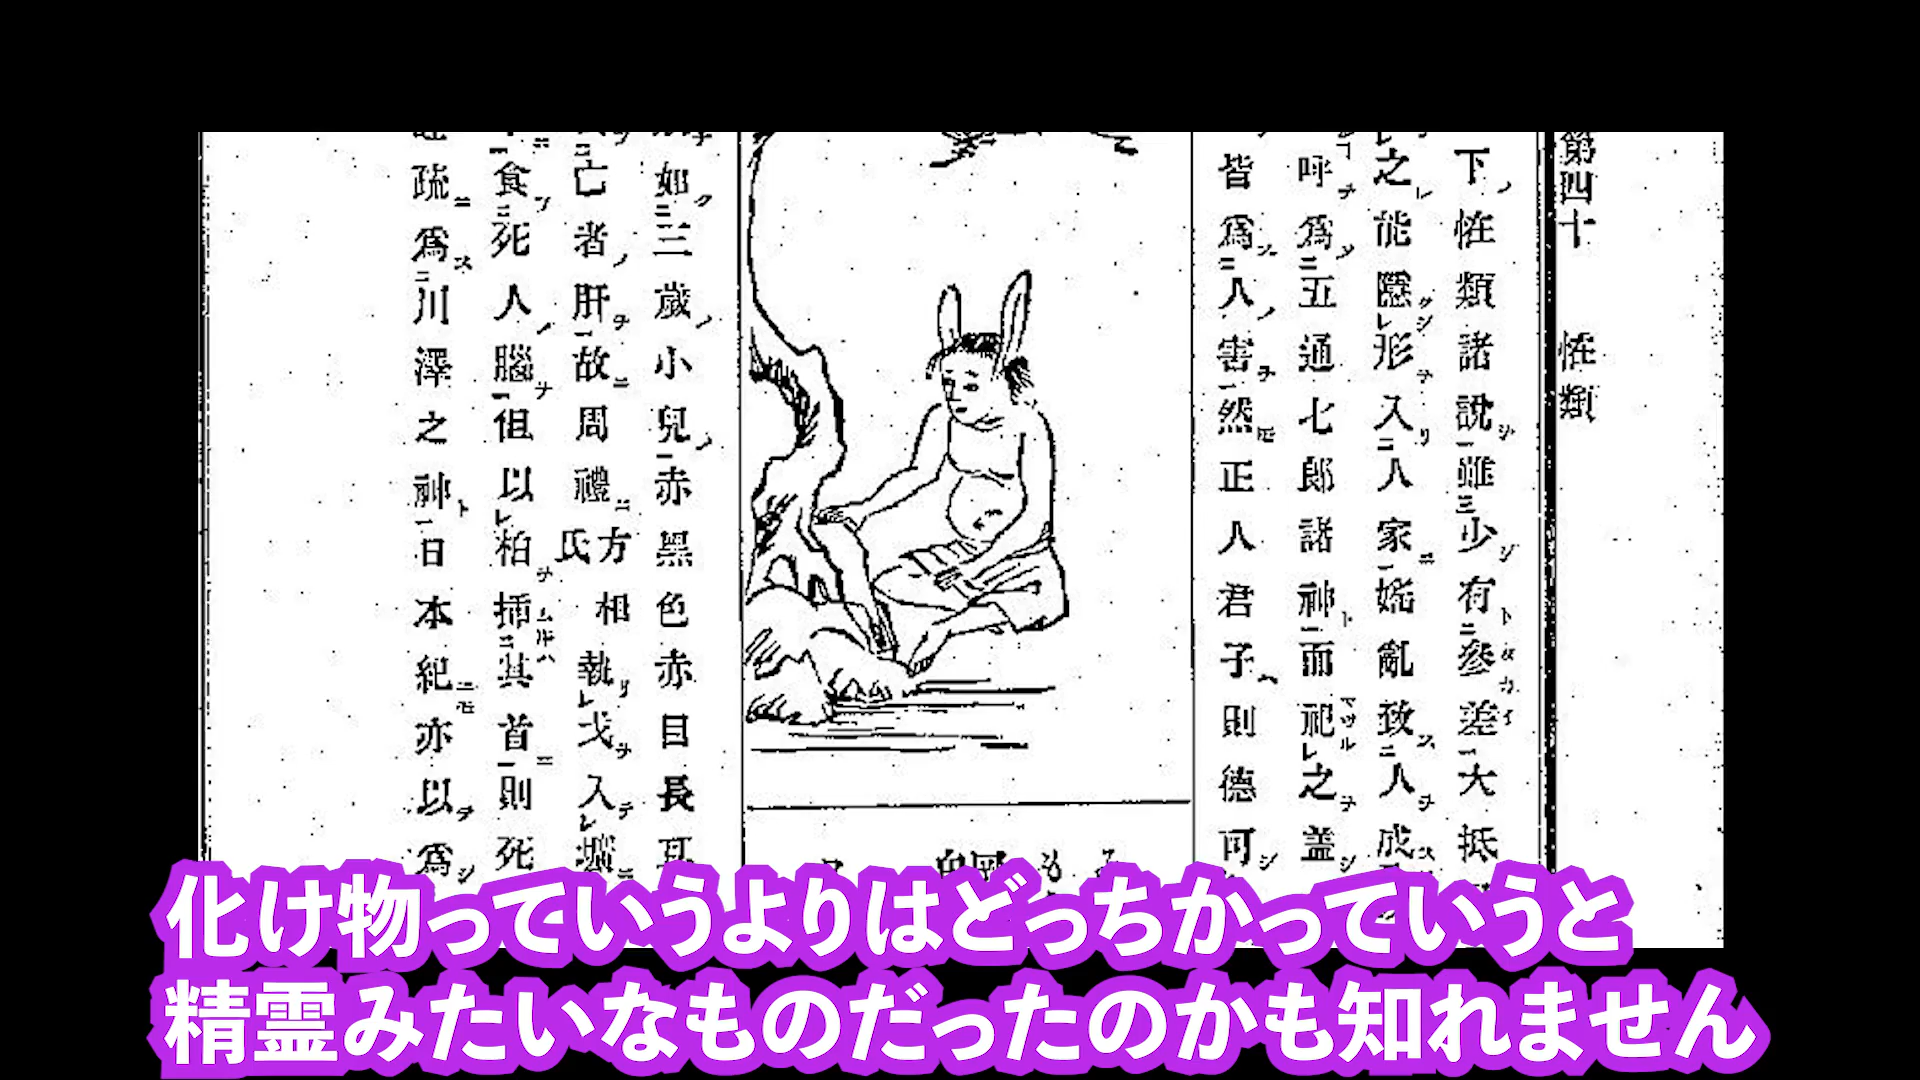 第四十 恠類
下恠類諸説雖少有参差大抵
之能隠形入人家婬亂致人成
呼爲五通七郎諸神而祀之蓋
皆爲人害然正人君子則德可
如三歲小兒赤黑色赤目長耳
亡者肝故周禮方相氏執戈入壙
食死人腦但以柏挿其首則死
疏爲川澤之神日本紀亦以爲
化け物っていうよりはどっちかっていうと
精霊みたいなものだったのかも知れません